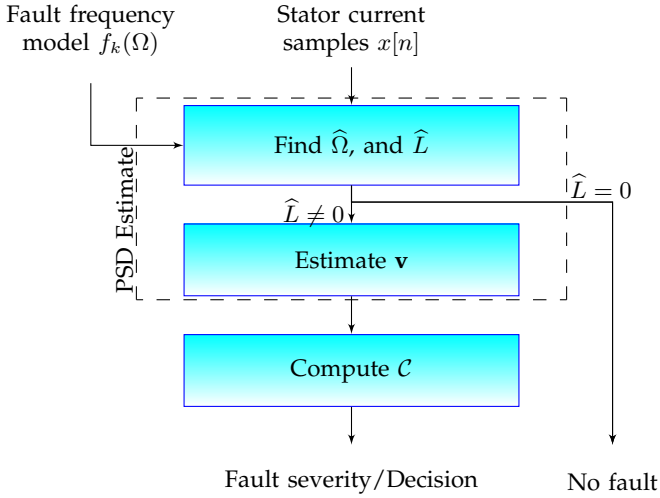 Fault frequency
model $f_k(\Omega)$
Stator current
samples $x[n]$
PSD Estimate
Find $\widehat{\Omega}$, and $\widehat{L}$
$\widehat{L} \neq 0$
$\widehat{L} = 0$
Estimate $\mathbf{v}$
Compute $\mathcal{C}$
Fault severity/Decision
No fault